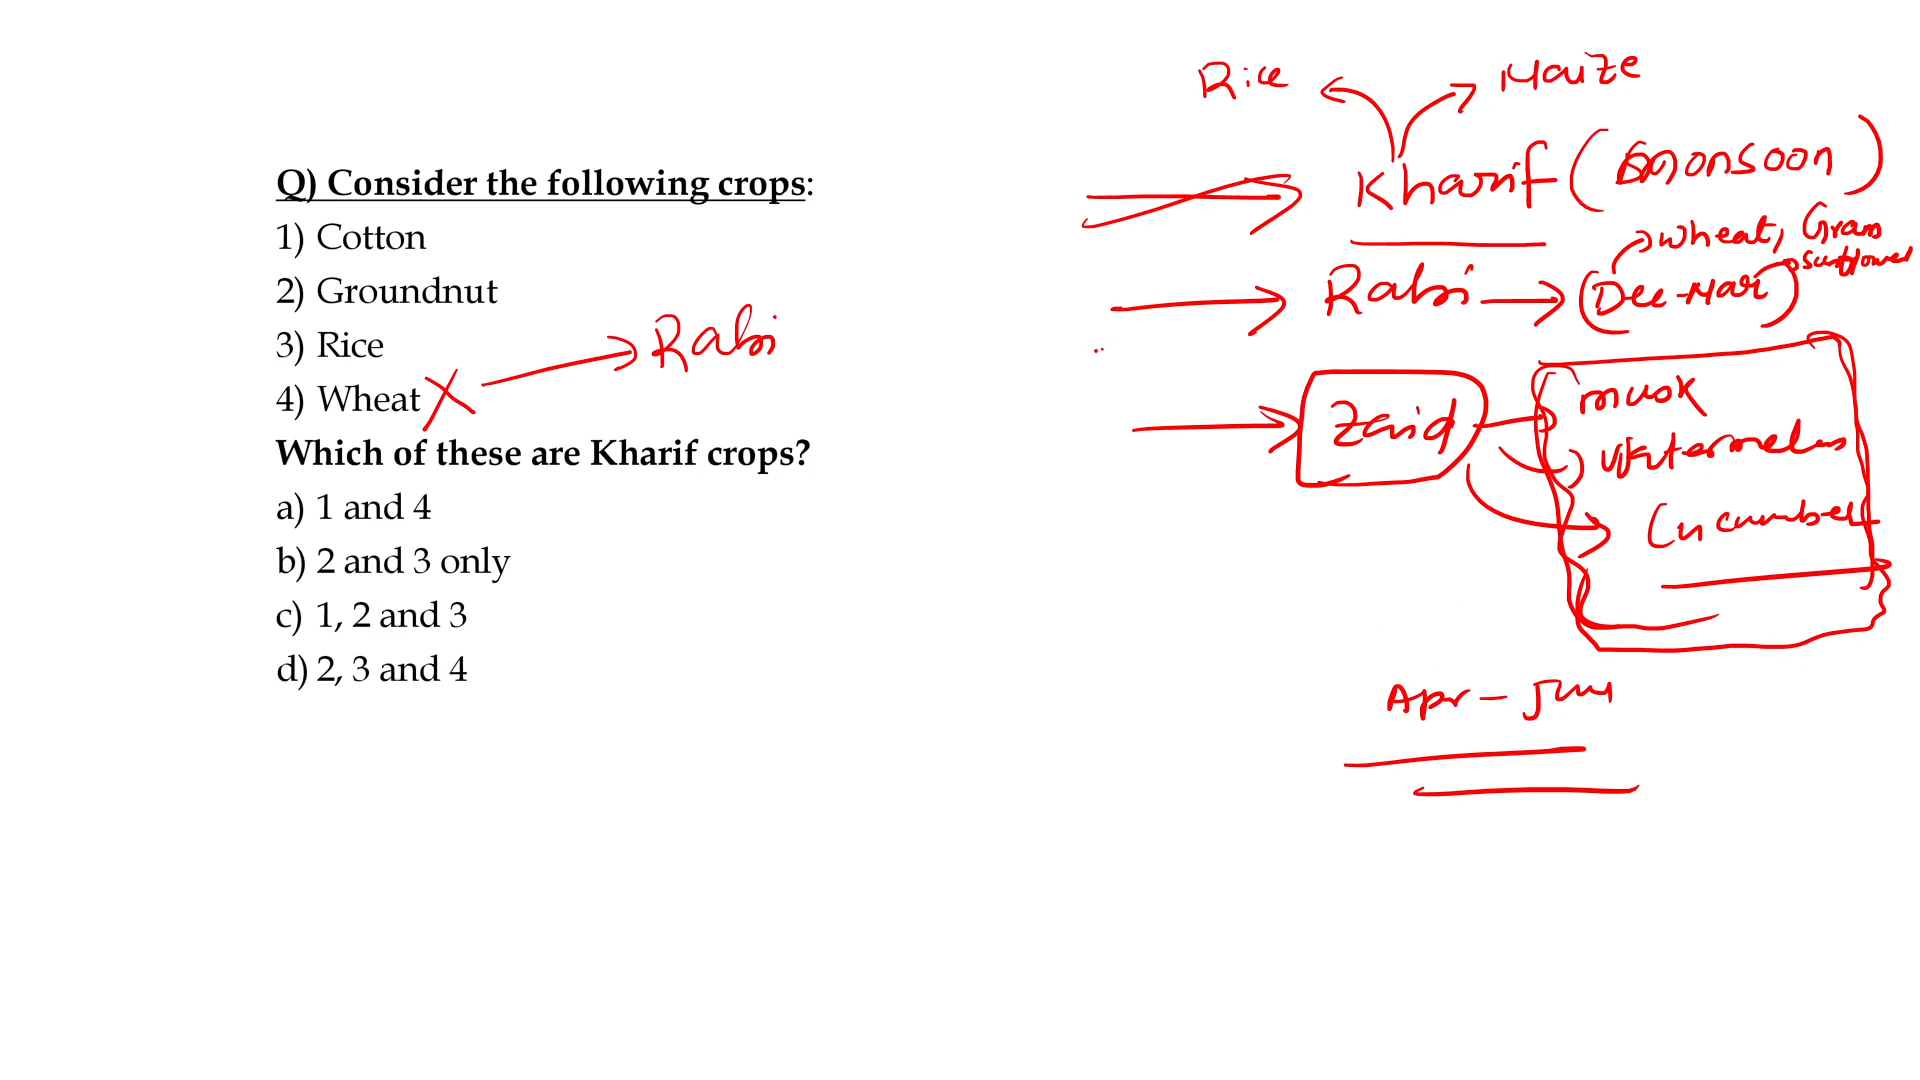 Q) Consider the following crops:
1) Cotton
2) Groundnut
3) Rice
4) Wheat
Rabi
Which of these are Kharif crops?
a) 1 and 4
b) 2 and 3 only
c) 1, 2 and 3
d) 2, 3 and 4
Rice
Maize
Kharif (monsoon)
wheat, Gram
sunflower
Rabi
(Dec-Mar)
Zaid
musk
Watermelon
Cucumber
Apr - June